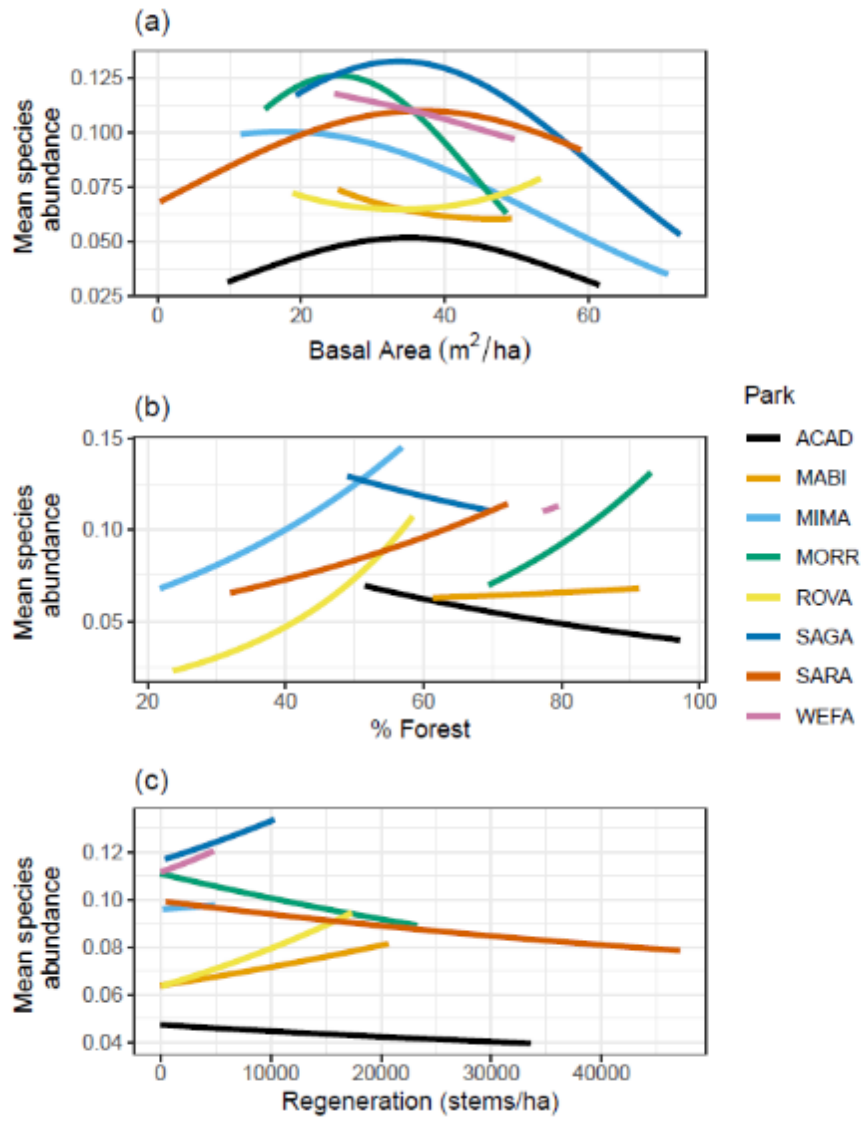 (a)
Mean species
abundance
0.125
0.100
0.075
0.050
0.025
0 20 40 60
Basal Area (m²/ha)
(b)
Mean species
abundance
0.15
0.10
0.05
20 40 60 80 100
% Forest
Park
ACAD
MABI
MIMA
MORR
ROVA
SAGA
SARA
WEFA
(c)
Mean species
abundance
0.12
0.10
0.08
0.06
0.04
0 10000 20000 30000 40000
Regeneration (stems/ha)